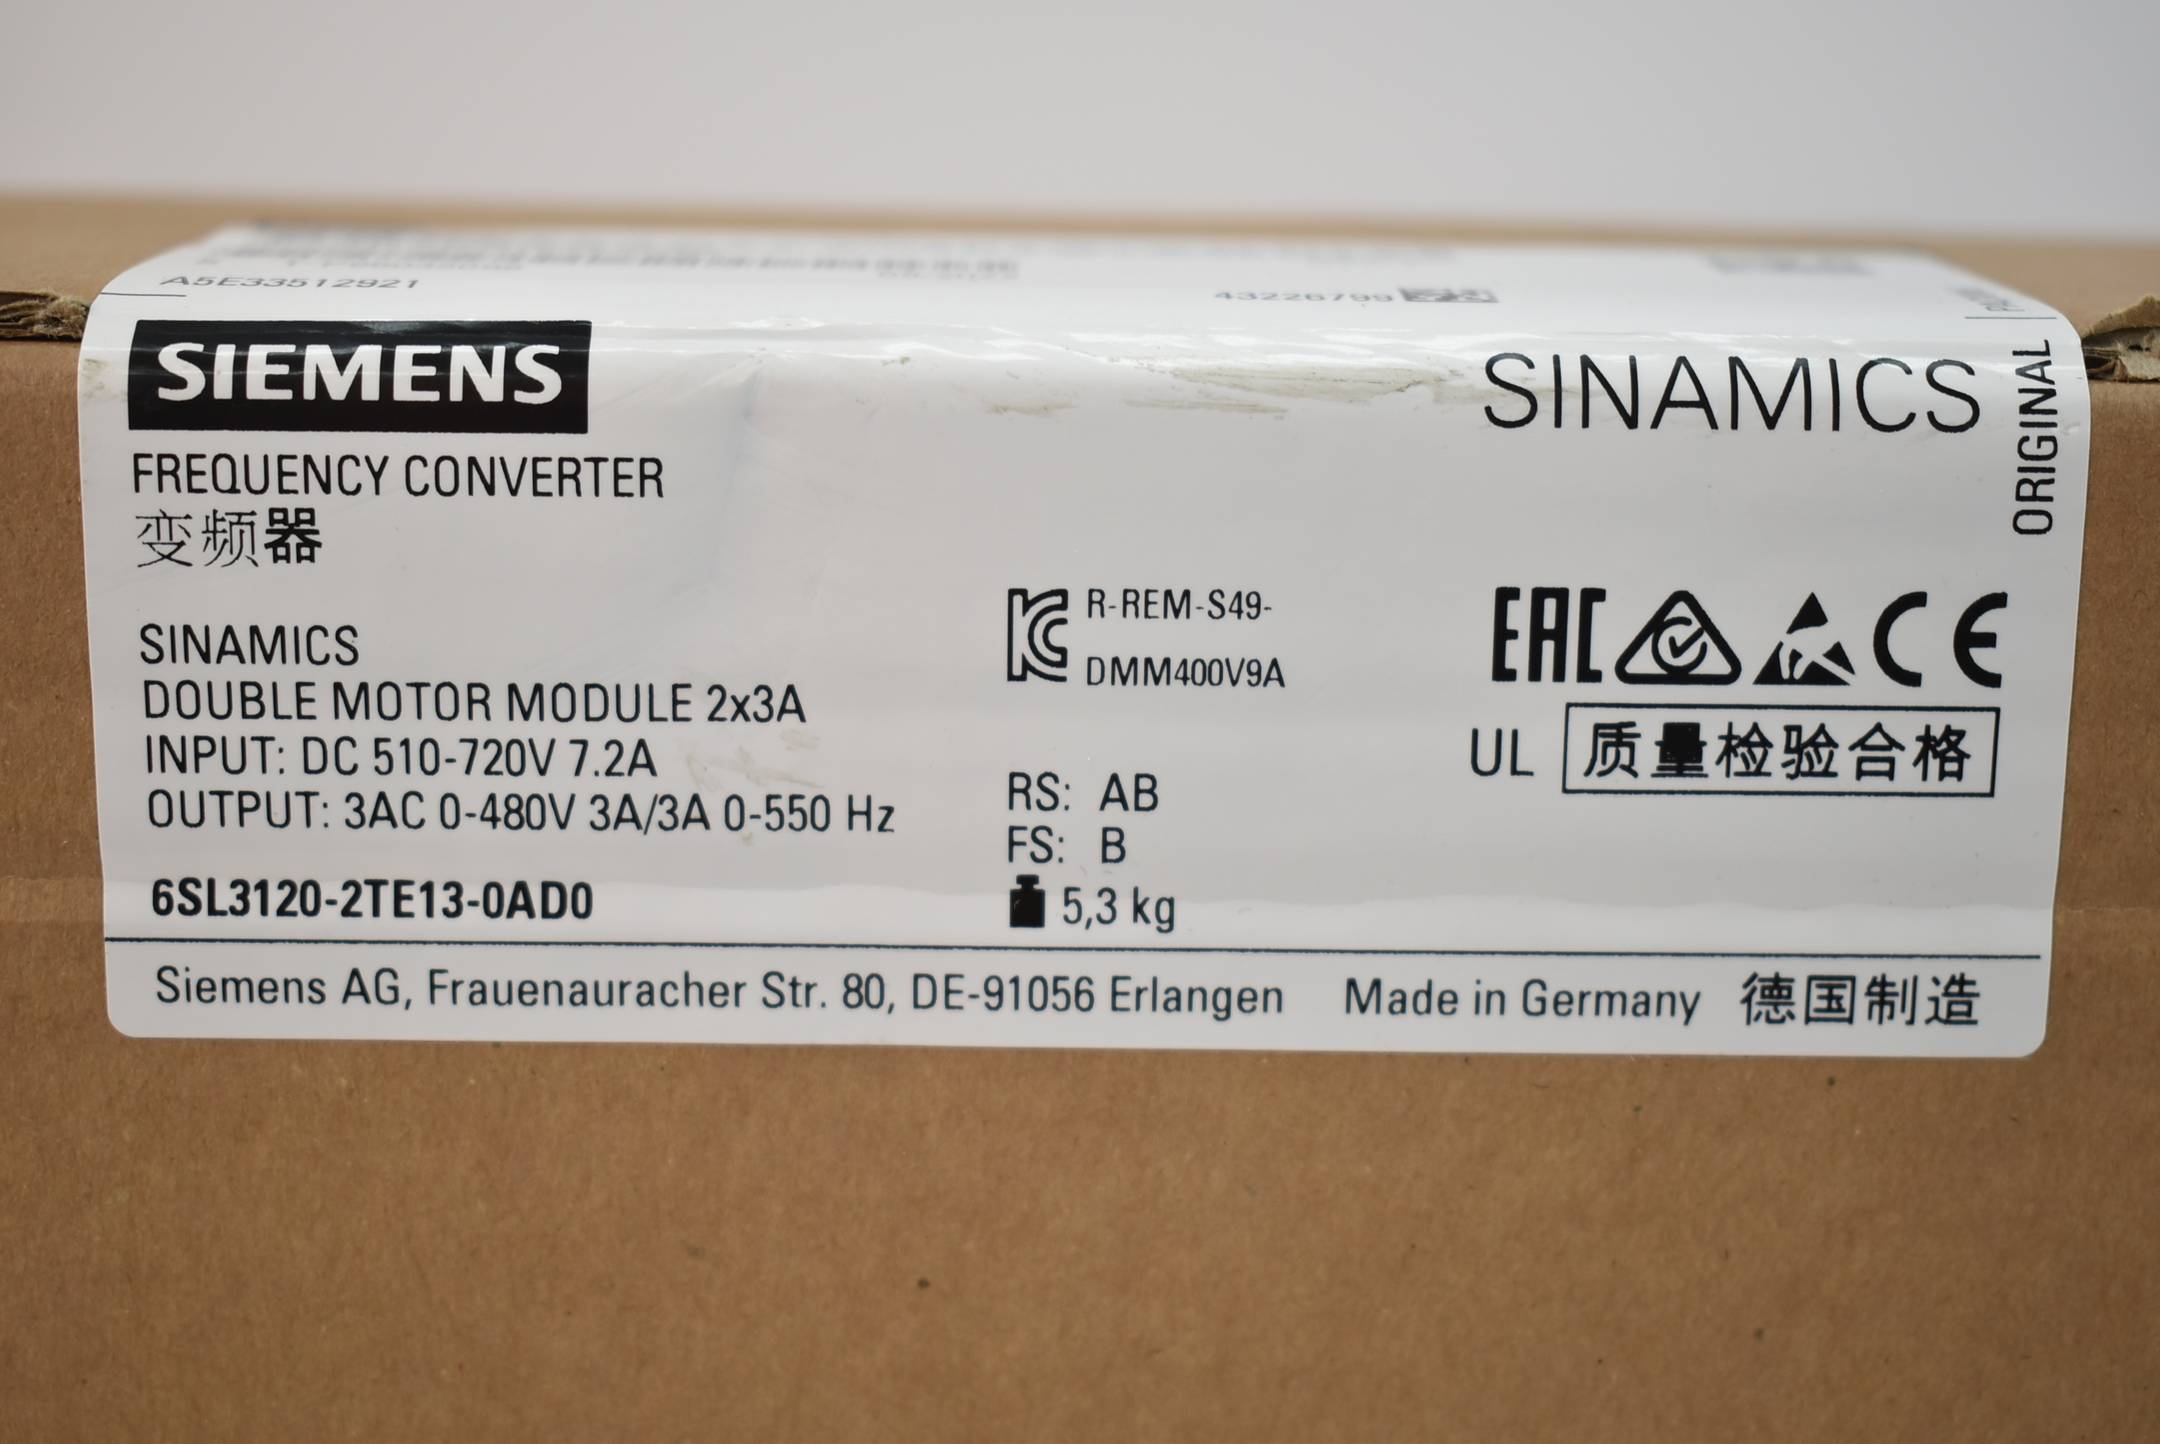 A5E33512921
43226799
SIEMENS
SINAMICS
ORIGINAL
FREQUENCY CONVERTER
变频器
SINAMICS
DOUBLE MOTOR MODULE 2x3A
INPUT: DC 510-720V 7.2A
OUTPUT: 3AC 0-480V 3A/3A 0-550 Hz
6SL3120-2TE13-0AD0
R-REM-S49-
DMM400V9A
RS: AB
FS: B
5,3 kg
EAC CE
UL 质量检验合格
Siemens AG, Frauenauracher Str. 80, DE-91056 Erlangen Made in Germany 德国制造